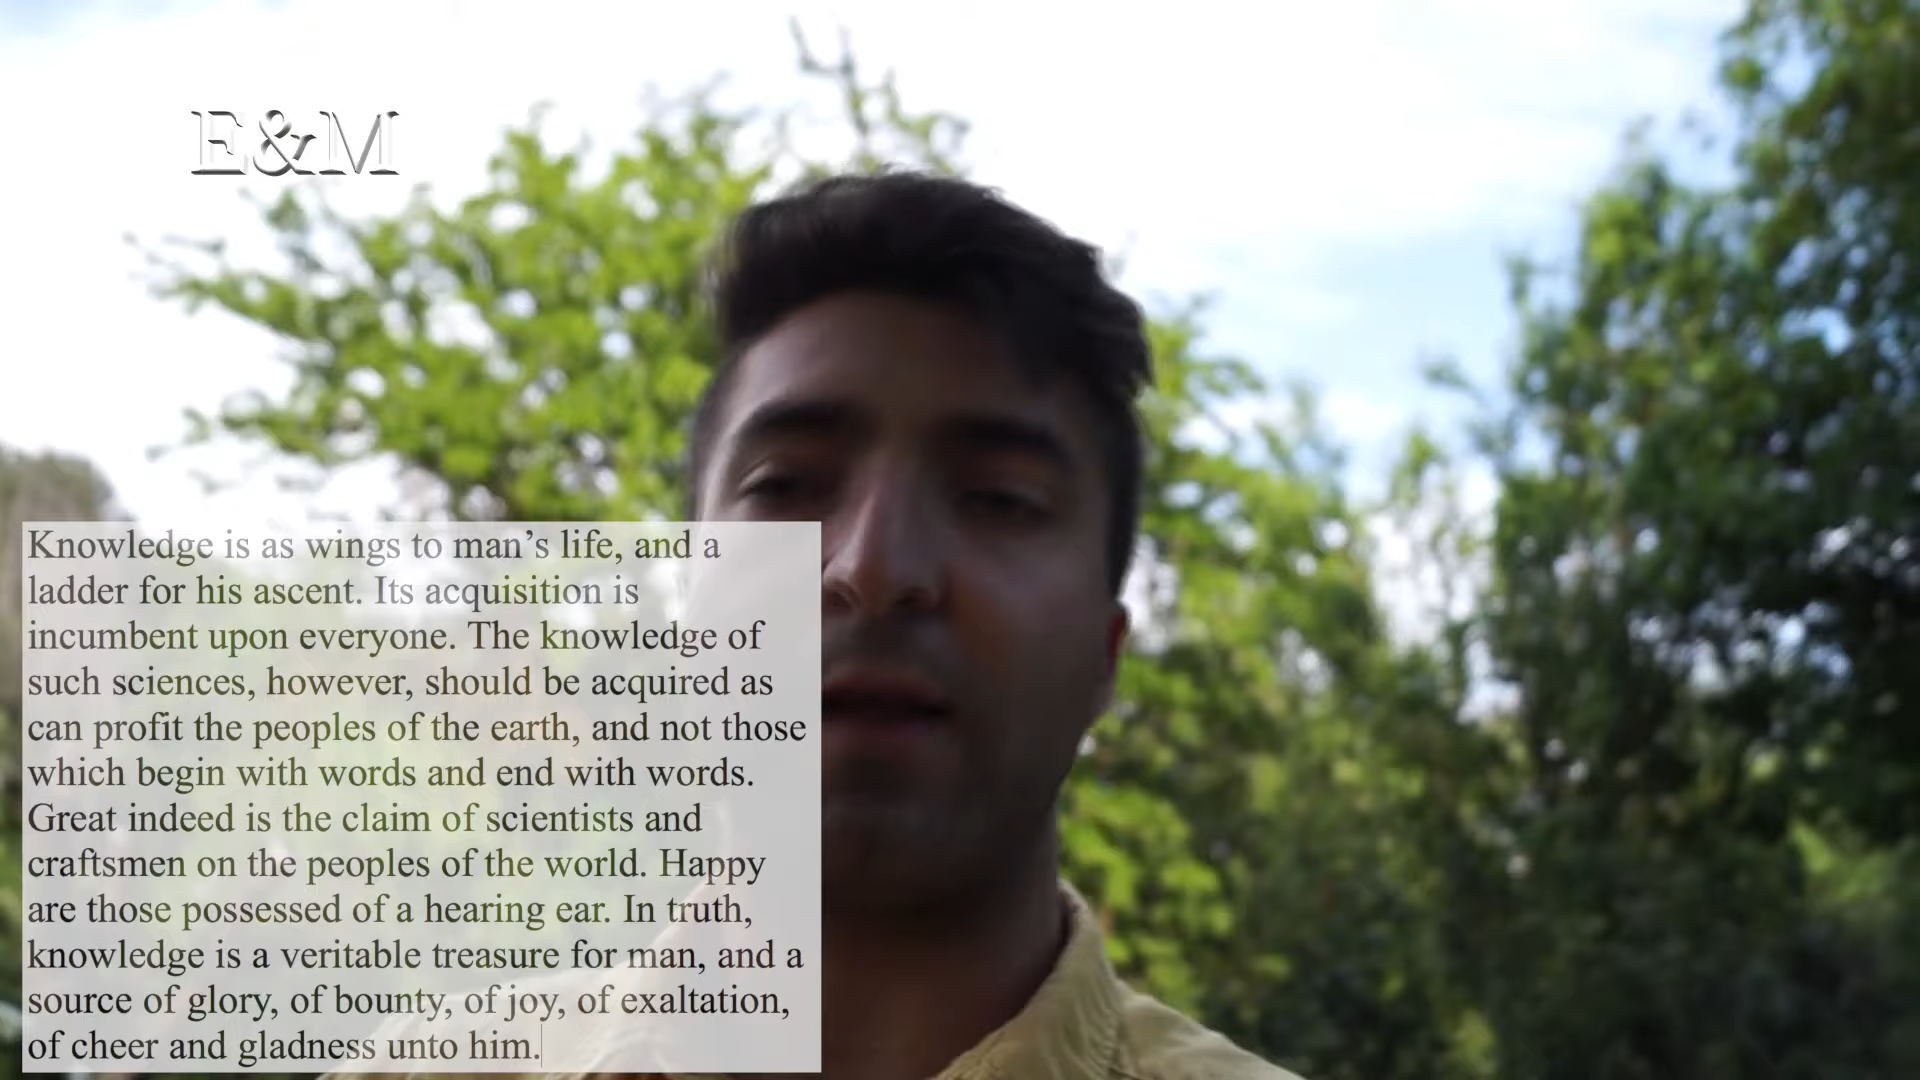 E&M
Knowledge is as wings to man’s life, and a
ladder for his ascent. Its acquisition is
incumbent upon everyone. The knowledge of
such sciences, however, should be acquired as
can profit the peoples of the earth, and not those
which begin with words and end with words.
Great indeed is the claim of scientists and
craftsmen on the peoples of the world. Happy
are those possessed of a hearing ear. In truth,
knowledge is a veritable treasure for man, and a
source of glory, of bounty, of joy, of exaltation,
of cheer and gladness unto him.